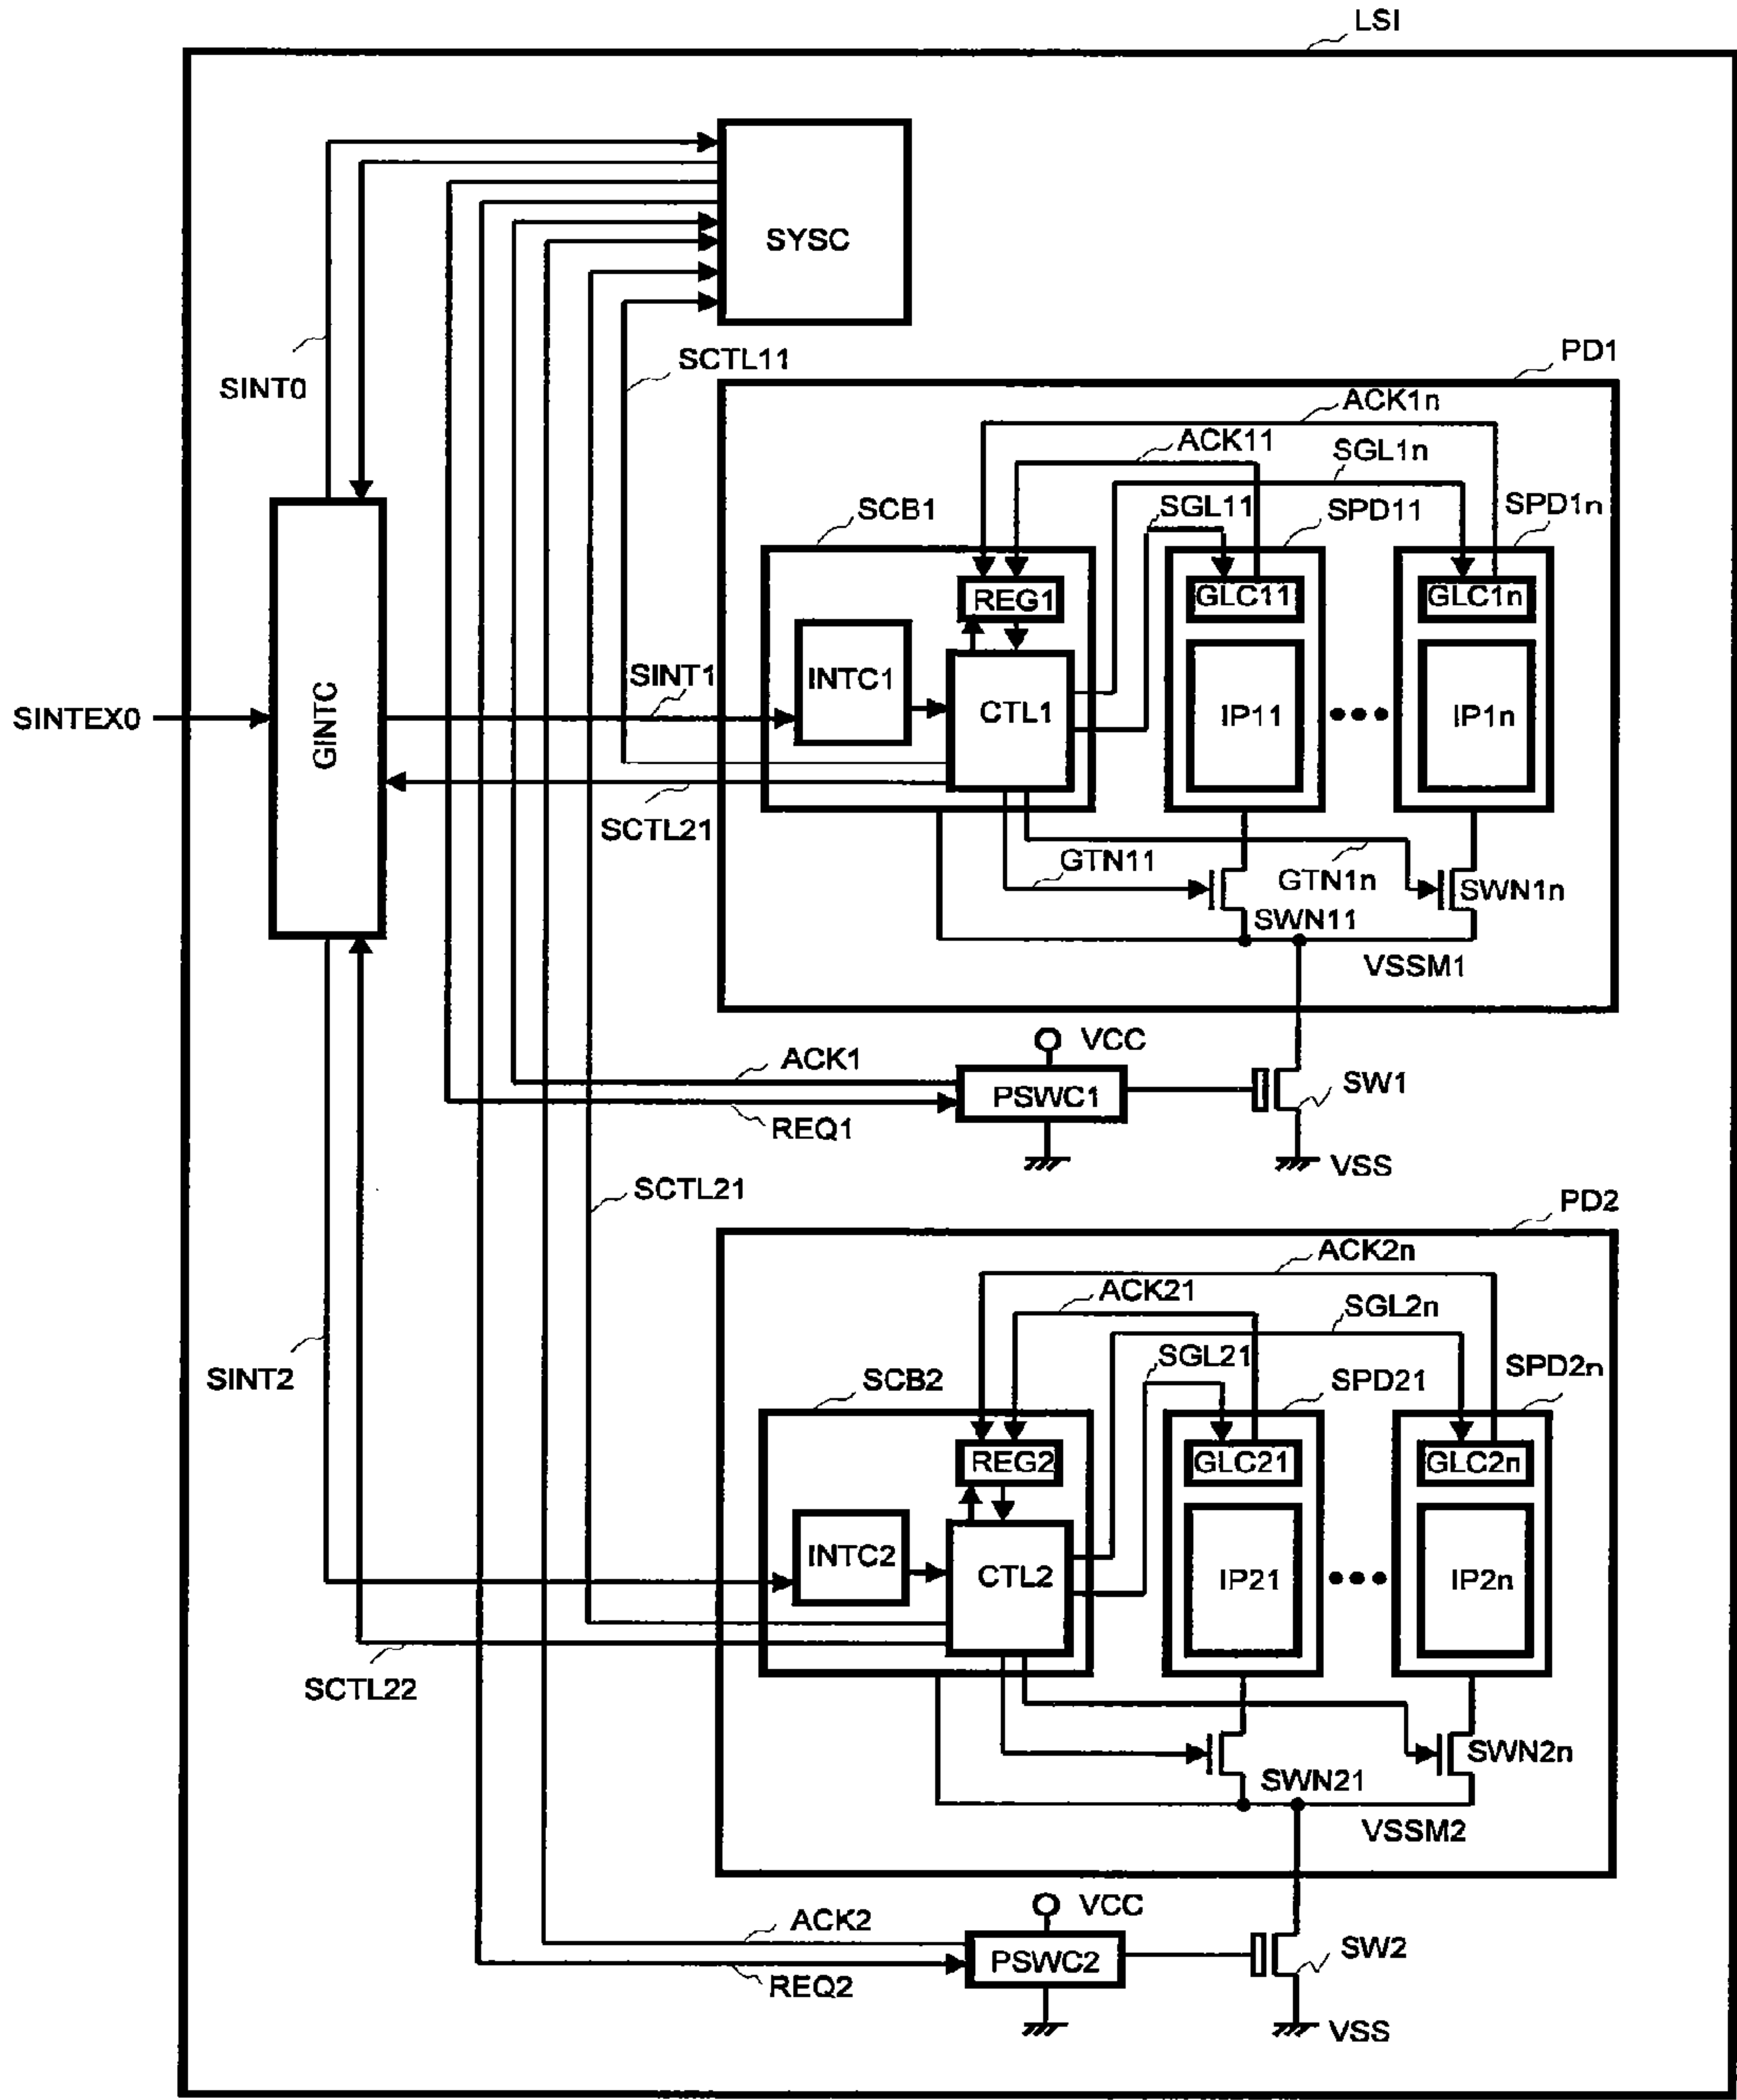 LSI
SYSC
SINT0
SCTL11
PD1
ACK1n
ACK11
SGL1n
SCB1
SGL11
SPD11
SPD1n
REG1
GLC11
GLC1n
INTC1
SINT1
CTL1
IP11
IP1n
SINTEX0
GINTC
SCTL21
GTN11
GTN1n
SWN1n
SWN11
VSSM1
VCC
ACK1
PSWC1
SW1
REQ1
VSS
SCTL21
PD2
ACK2n
ACK21
SGL2n
SINT2
SCB2
SGL21
SPD21
SPD2n
REG2
GLC21
GLC2n
INTC2
CTL2
IP21
IP2n
SCTL22
SWN2n
SWN21
VSSM2
VCC
ACK2
PSWC2
SW2
REQ2
VSS